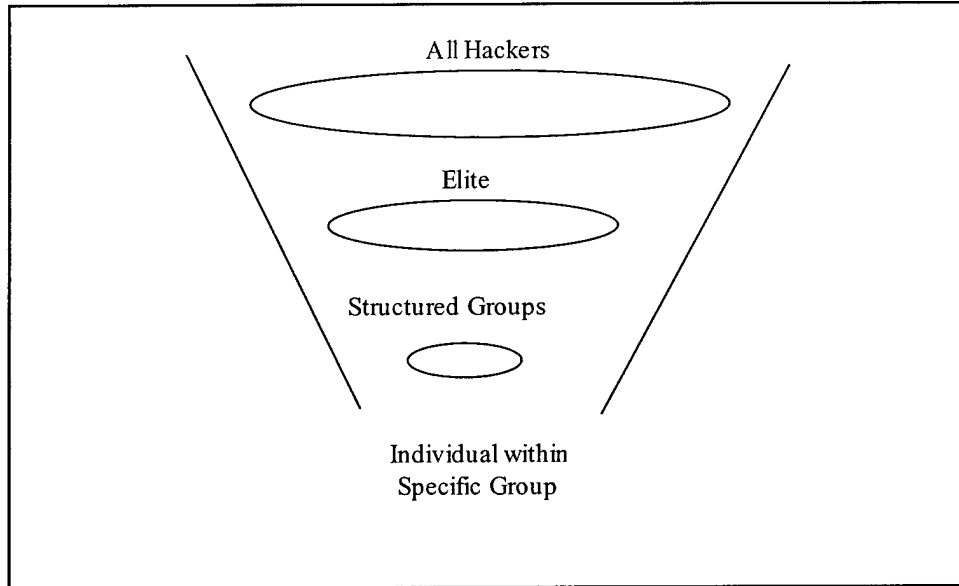 All Hackers
Elite
Structured Groups
Individual within
Specific Group